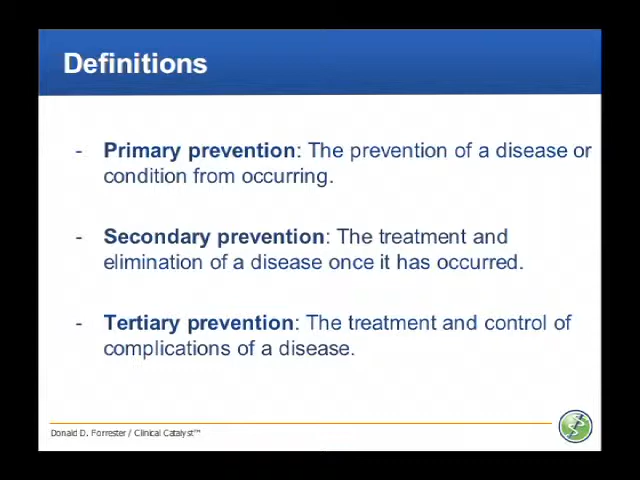 Definitions
- Primary prevention: The prevention of a disease or
condition from occurring.
- Secondary prevention: The treatment and
elimination of a disease once it has occurred.
- Tertiary prevention: The treatment and control of
complications of a disease.
Donald D. Forrester / Clinical Catalyst™